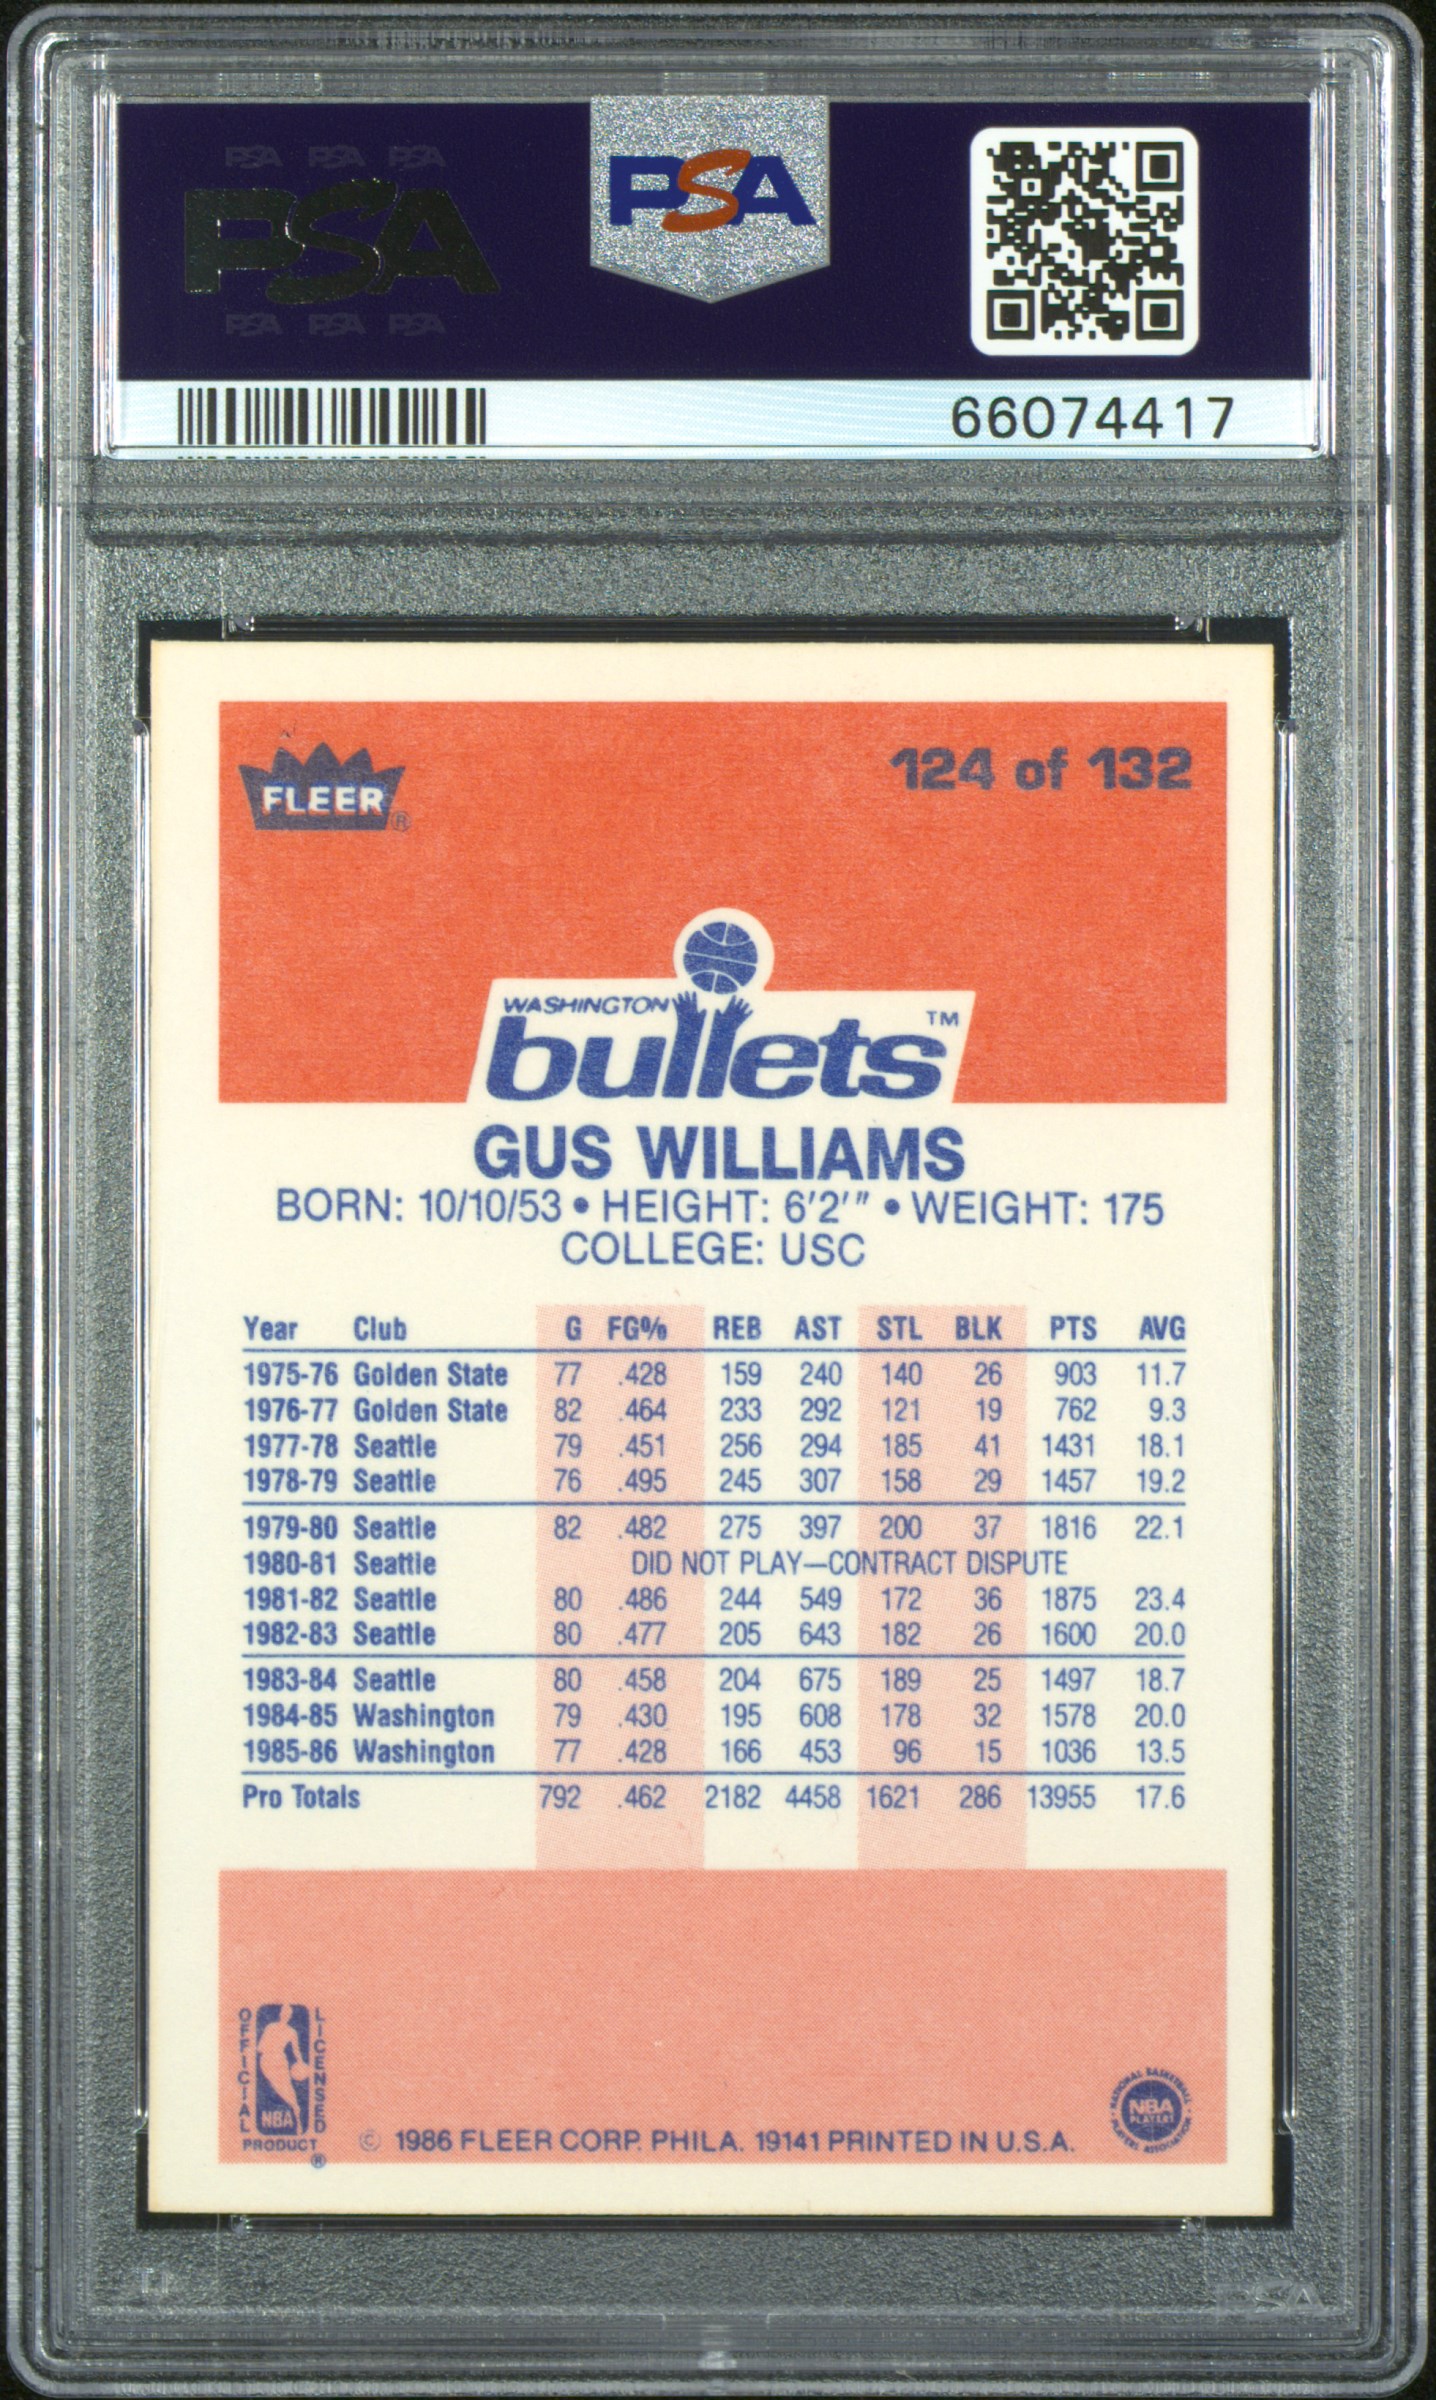 PSA PSA PSA
PSA
PSA PSA PSA
PSA
66074417
FLEER®
124 of 132
WASHINGTON
bullets™
GUS WILLIAMS
BORN: 10/10/53 • HEIGHT: 6'2'" • WEIGHT: 175
COLLEGE: USC
Year Club G FG% REB AST STL BLK PTS AVG
1975-76 Golden State 77 .428 159 240 140 26 903 11.7
1976-77 Golden State 82 .464 233 292 121 19 762 9.3
1977-78 Seattle 79 .451 256 294 185 41 1431 18.1
1978-79 Seattle 76 .495 245 307 158 29 1457 19.2
1979-80 Seattle 82 .482 275 397 200 37 1816 22.1
1980-81 Seattle DID NOT PLAY—CONTRACT DISPUTE
1981-82 Seattle 80 .486 244 549 172 36 1875 23.4
1982-83 Seattle 80 .477 205 643 182 26 1600 20.0
1983-84 Seattle 80 .458 204 675 189 25 1497 18.7
1984-85 Washington 79 .430 195 608 178 32 1578 20.0
1985-86 Washington 77 .428 166 453 96 15 1036 13.5
Pro Totals 792 .462 2182 4458 1621 286 13955 17.6
OFFICIAL LICENSED
NBA
PRODUCT ®
© 1986 FLEER CORP. PHILA. 19141 PRINTED IN U.S.A.
NATIONAL BASKETBALL
NBA
PLAYERS
PLAYERS ASSOCIATION
PSA